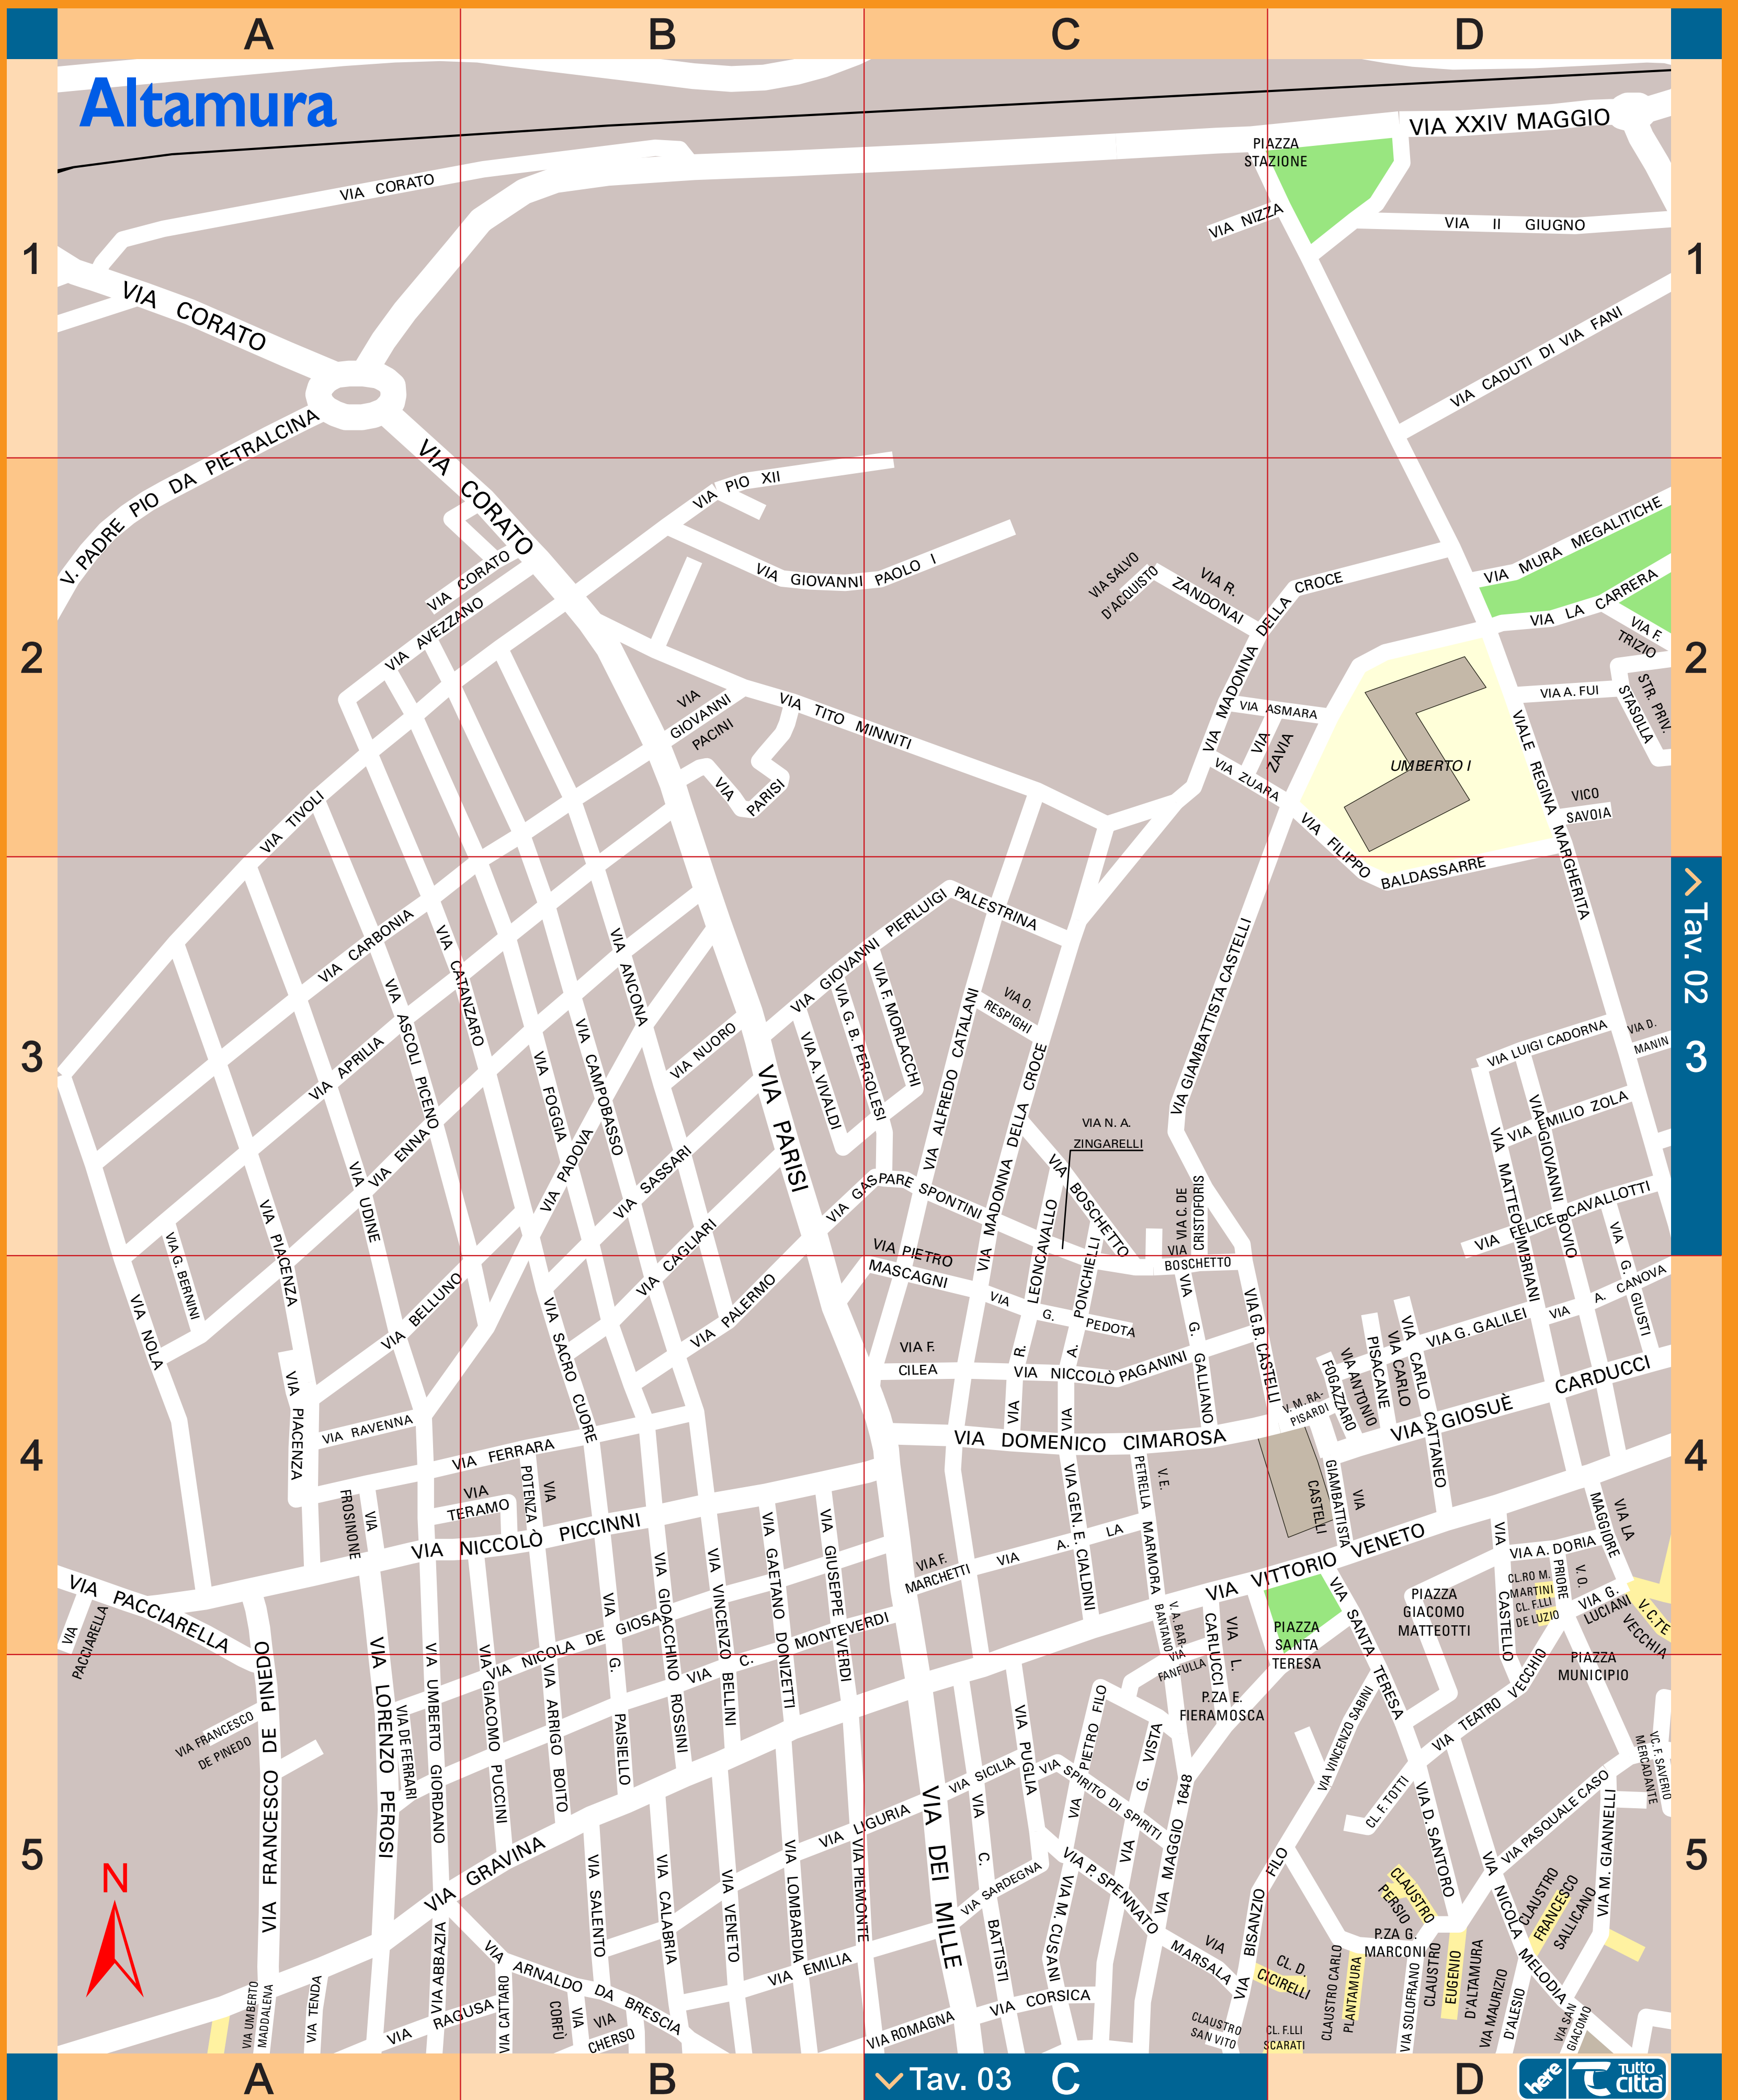 A B C D
Altamura
VIA XXIV MAGGIO
PIAZZA
STAZIONE
VIA CORATO
VIA NIZZA
VIA II GIUGNO
1 1
VIA CORATO
VIA CADUTI DI VIA FANI
V. PADRE PIO DA PIETRALCINA
VIA CORATO
VIA PIO XII
VIA MURA MEGALITICHE
VIA CORATO
VIA AVEZZANO
VIA GIOVANNI PAOLO I
VIA SALVO
D'ACQUISTO
VIA R.
ZANDONAI
VIA MADONNA DELLA CROCE
VIA LA CARRERA
VIA F.
TRIZIO
2 2
VIA
GIOVANNI
PACINI
VIA TITO MINNITI
VIA ASMARA
VIA
ZAVIA
VIA ZUARA
VIA A. FUI
STR. PRIV.
STASOLLA
UMBERTO I
VIALE REGINA MARGHERITA
VICO
SAVOIA
VIA PARISI
VIA TIVOLI
VIA FILIPPO BALDASSARRE
Tav. 02
VIA CARBONIA
VIA CATANZARO
VIA ANCONA
VIA GIOVANNI PIERLUIGI PALESTRINA
VIA F. MORLACCHI
VIA G. B. PERGOLESI
VIA A. VIVALDI
VIA O.
RESPIGHI
VIA GIAMBATTISTA CASTELLI
VIA ASCOLI PICENO
VIA APRILIA
VIA NUORO
VIA ALFREDO CATALANI
VIA LUIGI CADORNA
VIA D.
MANIN
3 3
VIA FOGGIA
VIA CAMPOBASSO
VIA PARISI
VIA MADONNA DELLA CROCE
VIA N. A.
ZINGARELLI
VIA EMILIO ZOLA
VIA GIOVANNI BOVIO
VIA MATTEO IMBRIANI
VIA ENNA
VIA PADOVA
VIA SASSARI
VIA UDINE
VIA GASPARE SPONTINI
VIA BOSCHETTO
VIA C. DE
CRISTOFORIS
VIA FELICE CAVALLOTTI
VIA PIACENZA
VIA G. BERNINI
VIA CAGLIARI
VIA PIETRO
MASCAGNI
VIA R. LEONCAVALLO
VIA A. PONCHIELLI
VIA
BOSCHETTO
VIA G. GIUSTI
VIA A. CANOVA
VIA NOLA
VIA BELLUNO
VIA PALERMO
VIA G. PEDOTA
VIA G. GALLIANO
VIA G.B. CASTELLI
VIA G. GALILEI
VIA SACRO CUORE
VIA F.
CILEA
VIA NICCOLÒ PAGANINI
VIA CARLO
PISACANE
VIA CARLO CATTANEO
VIA ANTONIO
FOGAZZARO
V. M. RA-
PISARDI
VIA GIOSUÈ CARDUCCI
VIA PIACENZA
VIA RAVENNA
VIA FERRARA
VIA DOMENICO CIMAROSA
4 4
VIA
FROSINONE
VIA
TERAMO
VIA
POTENZA
VIA NICCOLÒ PICCINNI
VIA GEN. E. CIALDINI
V. E.
PETRELLA
VIA
GIAMBATTISTA
CASTELLI
VIA VITTORIO VENETO
VIA LA
MAGGIORE
VIA GAETANO DONIZETTI
VIA GIUSEPPE VERDI
VIA F.
MARCHETTI
VIA A. LA MARMORA
VIA CASTELLO
VIA A. DORIA
CL.RO M.
MARTINI
CL. F.LLI
DE LUZIO
V. O.
PRIORE
VIA G.
LUCIANI
V. C.TE
VECCHIA
VIA PACCIARELLA
VIA
PACCIARELLA
VIA GIOACCHINO ROSSINI
VIA VINCENZO BELLINI
VIA G. PAISIELLO
VIA NICOLA DE GIOSA
VIA C. MONTEVERDI
V. A. BAR-
BANTANO
VIA
FANFULLA
VIA L.
CARLUCCI
PIAZZA
SANTA
TERESA
VIA SANTA TERESA
PIAZZA
GIACOMO
MATTEOTTI
PIAZZA
MUNICIPIO
VIA FRANCESCO DE PINEDO
VIA LORENZO PEROSI
VIA UMBERTO GIORDANO
VIA GIACOMO PUCCINI
VIA ARRIGO BOITO
P.ZA E.
FIERAMOSCA
VIA VINCENZO SABINI
VIA TEATRO VECCHIO
VIA FRANCESCO
DE PINEDO
VIA DE FERRARI
VIA PUGLIA
VIA PIETRO FILO
VIA G. VISTA
VC. F. SAVERIO
MERCADANTE
VIA SICILIA
VIA SPIRITO DI SPIRITI
VIA MAGGIO 1648
CL. F. TOTTI
VIA D. SANTORO
VIA PASQUALE CASO
VIA M. GIANNELLI
5 5
VIA GRAVINA
VIA LIGURIA
VIA DEI MILLE
VIA C. BATTISTI
VIA SARDEGNA
VIA P. SPENNATO
VIA BISANZIO FILO
N
VIA SALENTO
VIA CALABRIA
VIA VENETO
VIA LOMBARDIA
VIA PIEMONTE
VIA M. CUSANI
CLAUSTRO
PERSIO
VIA NICOLA MELODIA
CLAUSTRO
FRANCESCO
SALLICANO
P.ZA G.
MARCONI
VIA ABBAZIA
VIA ARNALDO DA BRESCIA
VIA EMILIA
VIA
MARSALA
CL. D.
CICIRELLI
CLAUSTRO CARLO
PLANTAMURA
VIA SOLOFRANO
CLAUSTRO
EUGENIO
D'ALTAMURA
VIA MAURIZIO
D'ALESIO
VIA SAN
GIACOMO
VIA UMBERTO
MADDALENA
VIA TENDA
VIA RAGUSA
VIA CATTARO
VIA
CORFÙ
VIA
CHERSO
VIA ROMAGNA
VIA CORSICA
CLAUSTRO
SAN VITO
CL. F.LLI
SCARATI
A B Tav. 03 C D
here TUTTO
CITTÀ